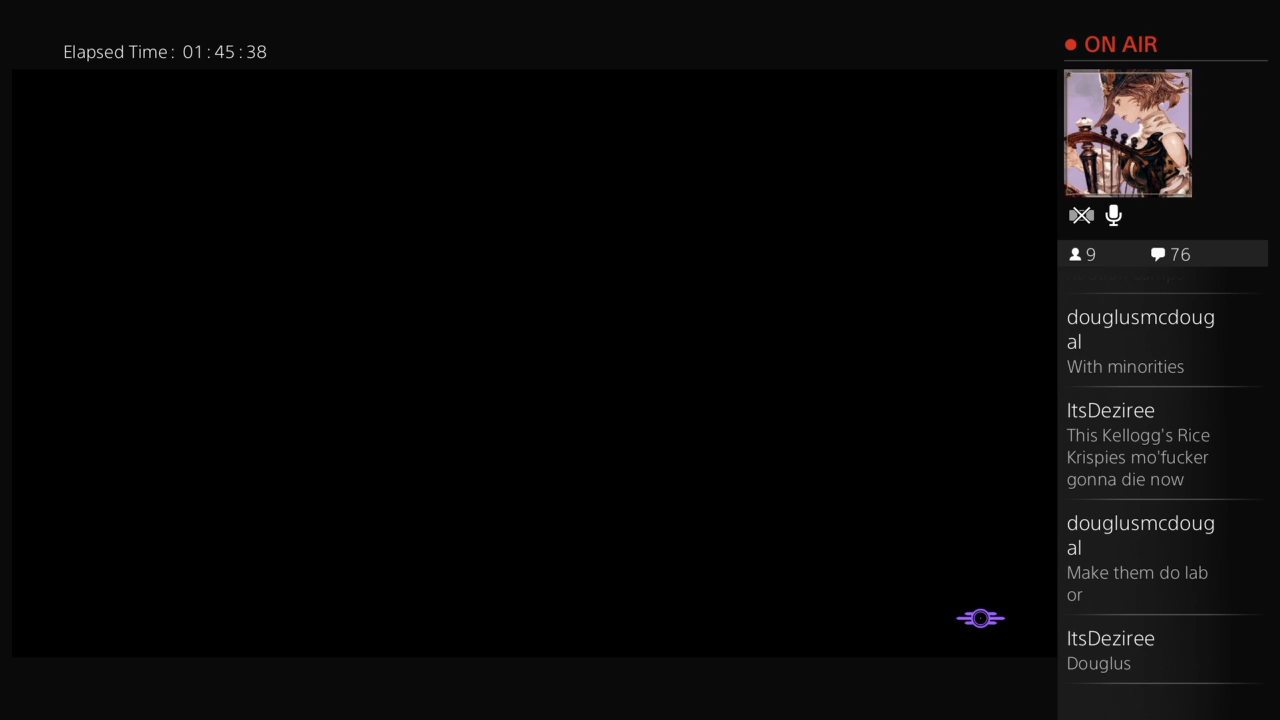 Elapsed Time: 01:45:38
ON AIR
9
76
douglusmcdoug
al
With minorities
ItsDeziree
This Kellogg's Rice
Krispies mo'fucker
gonna die now
douglusmcdoug
al
Make them do lab
or
ItsDeziree
Douglus